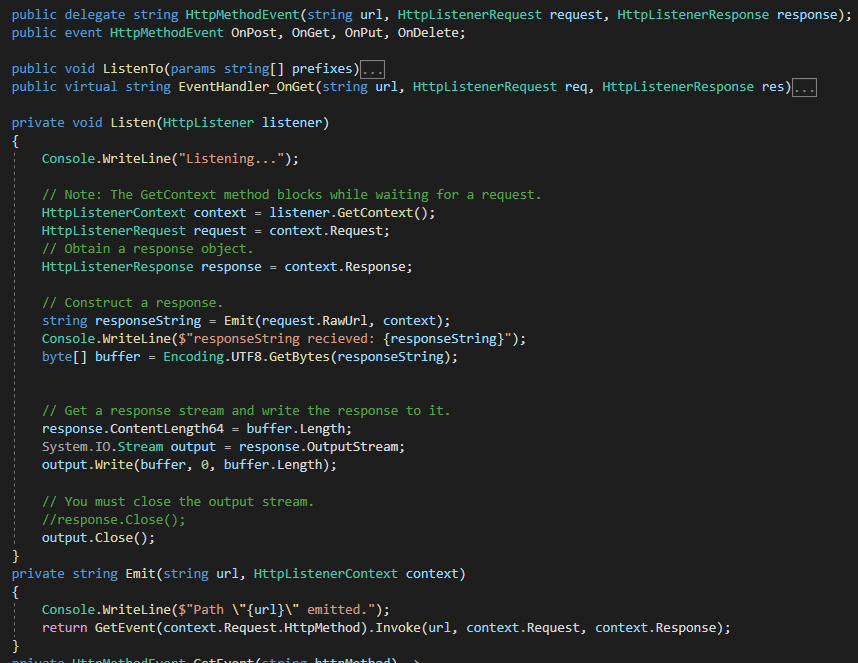 public delegate string HttpMethodEvent(string url, HttpListenerRequest request, HttpListenerResponse response);
public event HttpMethodEvent OnPost, OnGet, OnPut, OnDelete;
public void ListenTo(params string[] prefixes)...
public virtual string EventHandler_OnGet(string url, HttpListenerRequest req, HttpListenerResponse res)...
private void Listen(HttpListener listener)
{
Console.WriteLine("Listening...");
// Note: The GetContext method blocks while waiting for a request.
HttpListenerContext context = listener.GetContext();
HttpListenerRequest request = context.Request;
// Obtain a response object.
HttpListenerResponse response = context.Response;
// Construct a response.
string responseString = Emit(request.RawUrl, context);
Console.WriteLine($"responseString recieved: {responseString}");
byte[] buffer = Encoding.UTF8.GetBytes(responseString);
// Get a response stream and write the response to it.
response.ContentLength64 = buffer.Length;
System.IO.Stream output = response.OutputStream;
output.Write(buffer, 0, buffer.Length);
// You must close the output stream.
//response.Close();
output.Close();
}
private string Emit(string url, HttpListenerContext context)
{
Console.WriteLine($"Path \"{url}\" emitted.");
return GetEvent(context.Request.HttpMethod).Invoke(url, context.Request, context.Response);
}
private HttpMethodEvent GetEvent(string httpMethod)